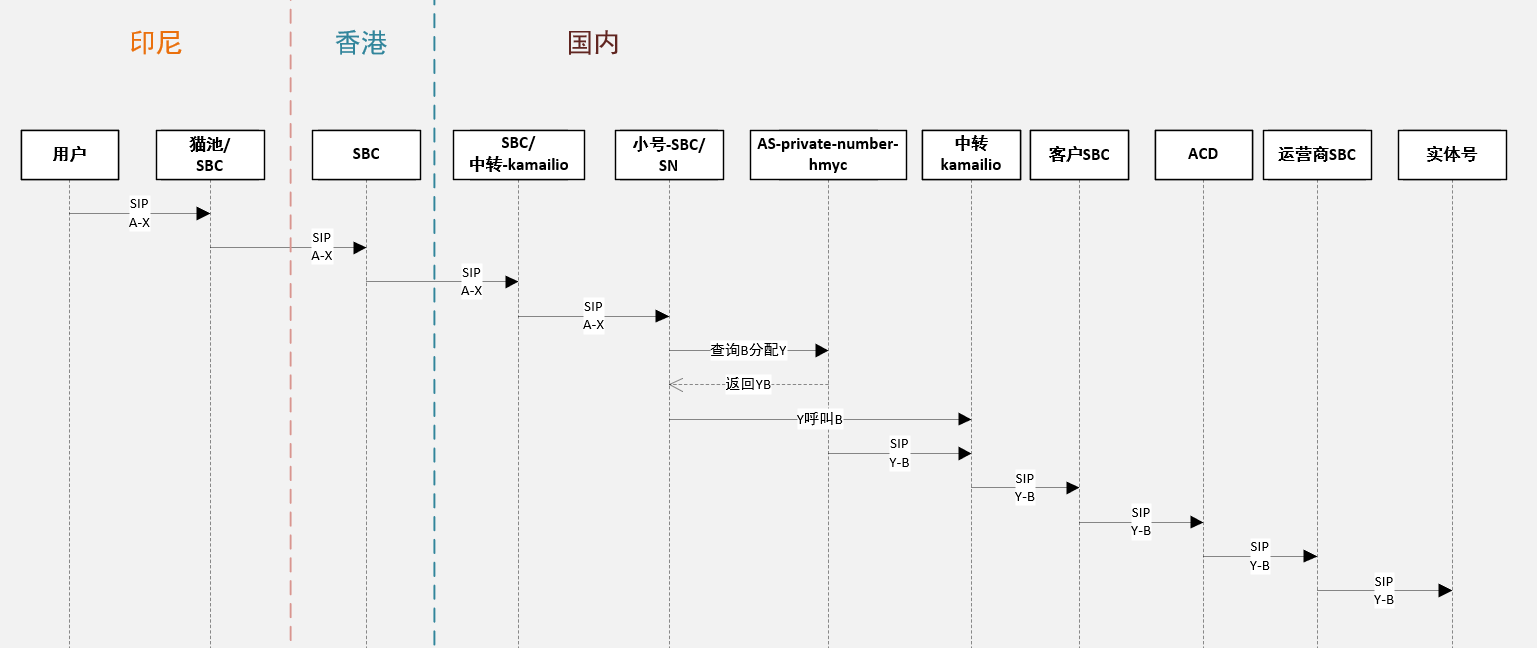 印尼
香港
国内
用户
猫池/
SBC
SBC
SBC/
中转-kamailio
小号-SBC/
SN
AS-private-number-
hmyc
中转
kamailio
客户SBC
ACD
运营商SBC
实体号
SIP
A-X
SIP
A-X
SIP
A-X
SIP
A-X
查询B分配Y
返回YB
Y呼叫B
SIP
Y-B
SIP
Y-B
SIP
Y-B
SIP
Y-B
SIP
Y-B